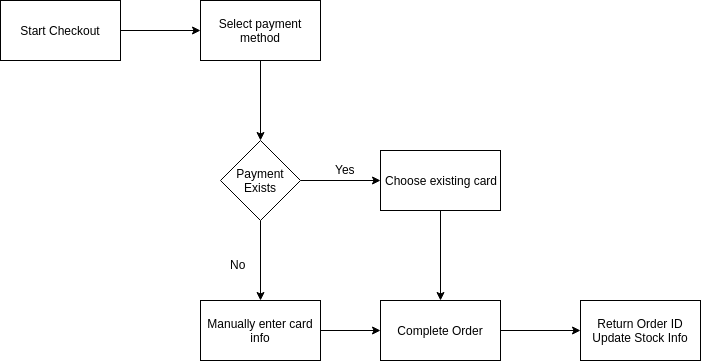 Start Checkout
Select payment
method
Payment
Exists
Yes
Choose existing card
No
Manually enter card
info
Complete Order
Return Order ID
Update Stock Info